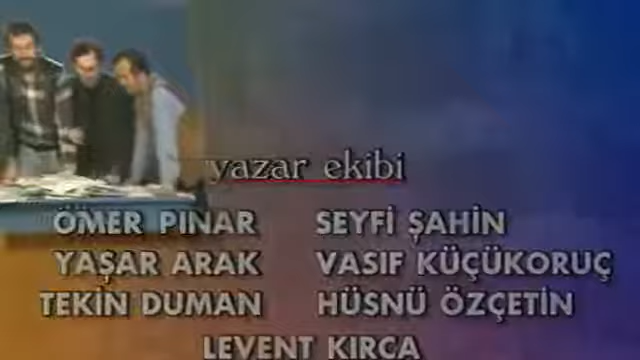 yazar ekibi
ÖMER PINAR SEYFİ ŞAHİN
YAŞAR ARAK VASIF KÜÇÜKORUÇ
TEKİN DUMAN HÜSNÜ ÖZÇETİN
LEVENT KIRCA